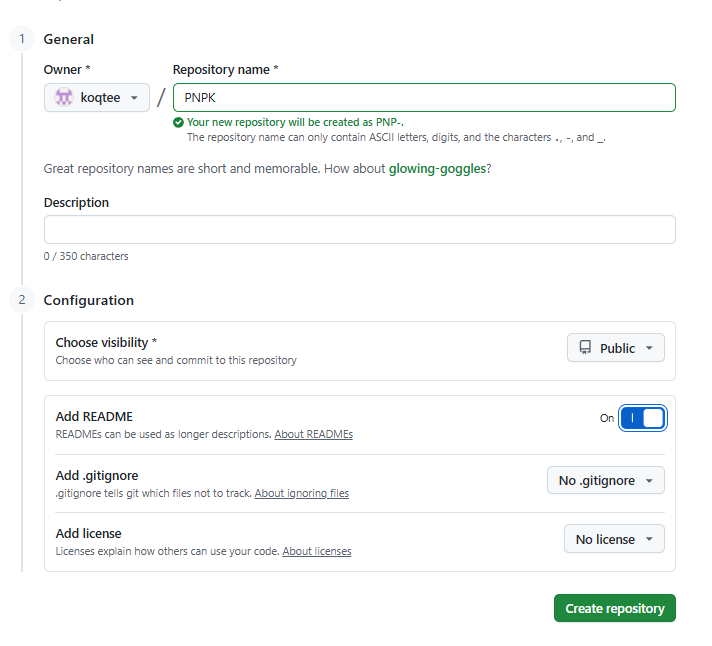 1 General
Owner * Repository name *
koqtee / PNPK
Your new repository will be created as PNP-.
The repository name can only contain ASCII letters, digits, and the characters ., -, and _.
Great repository names are short and memorable. How about glowing-goggles?
Description
0 / 350 characters
2 Configuration
Choose visibility * Public
Choose who can see and commit to this repository
Add README On
READMEs can be used as longer descriptions. About READMEs
Add .gitignore No .gitignore
.gitignore tells git which files not to track. About ignoring files
Add license No license
Licenses explain how others can use your code. About licenses
Create repository